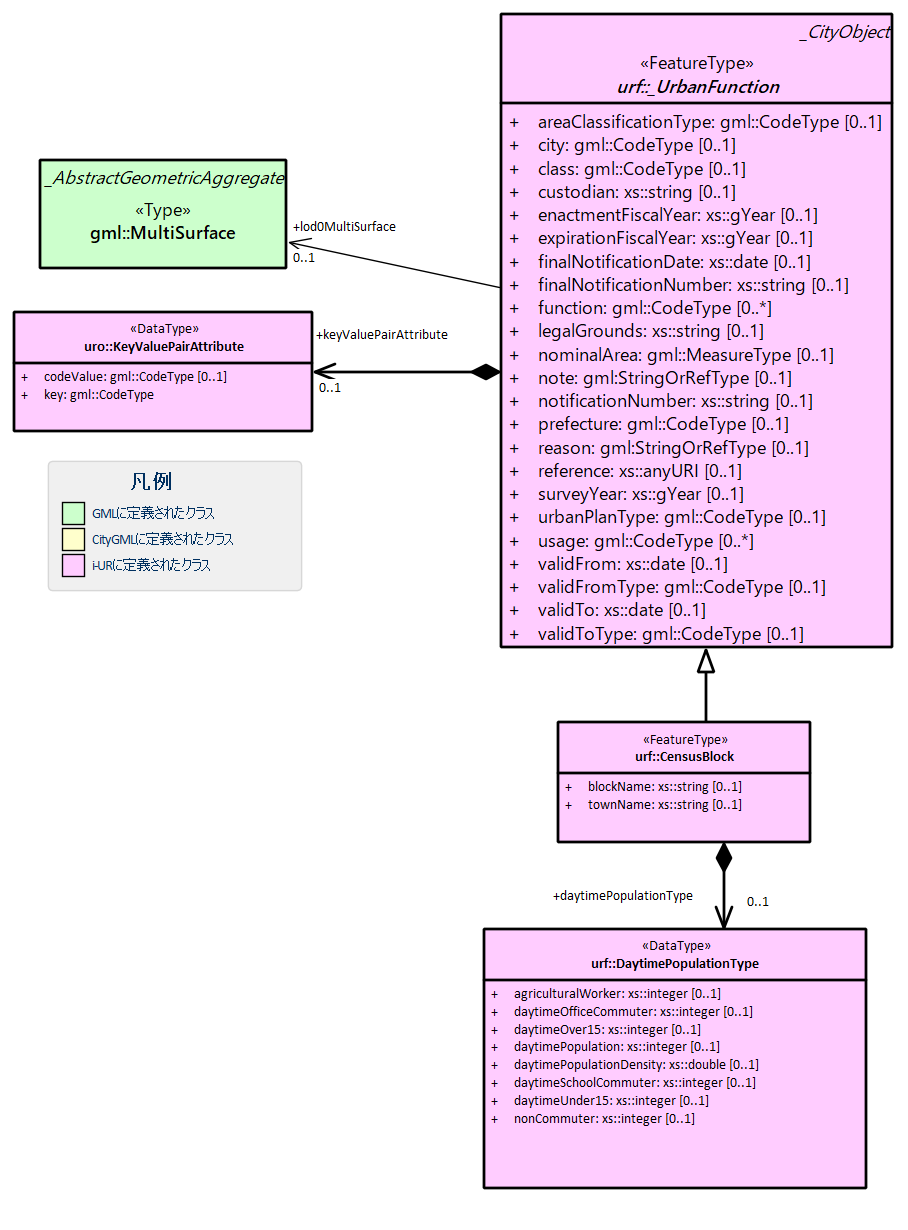 _CityObject
«FeatureType»
urf::_UrbanFunction
+ areaClassificationType: gml::CodeType [0..1]
+ city: gml::CodeType [0..1]
+ class: gml::CodeType [0..1]
+ custodian: xs::string [0..1]
+ enactmentFiscalYear: xs::gYear [0..1]
+ expirationFiscalYear: xs::gYear [0..1]
+ finalNotificationDate: xs::date [0..1]
+ finalNotificationNumber: xs::string [0..1]
+ function: gml::CodeType [0..*]
+ legalGrounds: xs::string [0..1]
+ nominalArea: gml::MeasureType [0..1]
+ note: gml:StringOrRefType [0..1]
+ notificationNumber: xs::string [0..1]
+ prefecture: gml::CodeType [0..1]
+ reason: gml:StringOrRefType [0..1]
+ reference: xs::anyURI [0..1]
+ surveyYear: xs::gYear [0..1]
+ urbanPlanType: gml::CodeType [0..1]
+ usage: gml::CodeType [0..*]
+ validFrom: xs::date [0..1]
+ validFromType: gml::CodeType [0..1]
+ validTo: xs::date [0..1]
+ validToType: gml::CodeType [0..1]
_AbstractGeometricAggregate
«Type»
gml::MultiSurface
+lod0MultiSurface
0..1
«DataType»
uro::KeyValuePairAttribute
+ codeValue: gml::CodeType [0..1]
+ key: gml::CodeType
+keyValuePairAttribute
0..1
凡例
GMLに定義されたクラス
CityGMLに定義されたクラス
i-URに定義されたクラス
«FeatureType»
urf::CensusBlock
+ blockName: xs::string [0..1]
+ townName: xs::string [0..1]
+daytimePopulationType
0..1
«DataType»
urf::DaytimePopulationType
+ agriculturalWorker: xs::integer [0..1]
+ daytimeOfficeCommuter: xs::integer [0..1]
+ daytimeOver15: xs::integer [0..1]
+ daytimePopulation: xs::integer [0..1]
+ daytimePopulationDensity: xs::double [0..1]
+ daytimeSchoolCommuter: xs::integer [0..1]
+ daytimeUnder15: xs::integer [0..1]
+ nonCommuter: xs::integer [0..1]